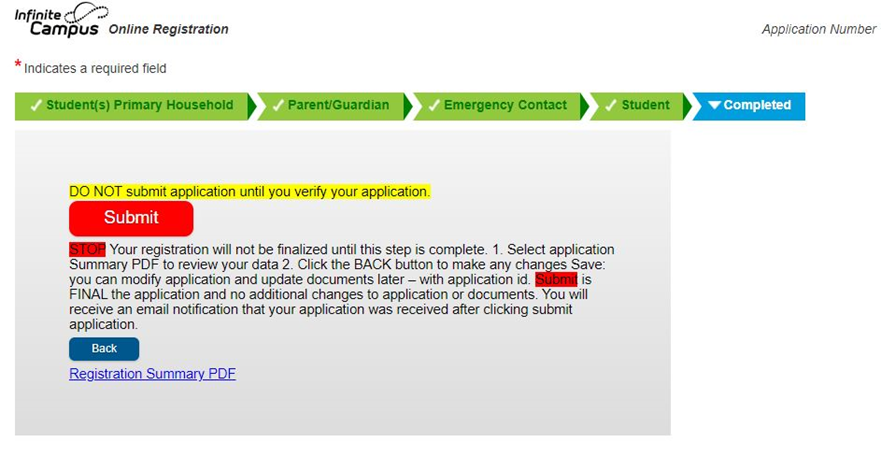 Infinite
Campus Online Registration
Application Number
* Indicates a required field
Student(s) Primary Household
Parent/Guardian
Emergency Contact
Student
Completed
DO NOT submit application until you verify your application.
Submit
STOP Your registration will not be finalized until this step is complete. 1. Select application
Summary PDF to review your data 2. Click the BACK button to make any changes Save:
you can modify application and update documents later – with application id. Submit is
FINAL the application and no additional changes to application or documents. You will
receive an email notification that your application was received after clicking submit
application.
Back
Registration Summary PDF